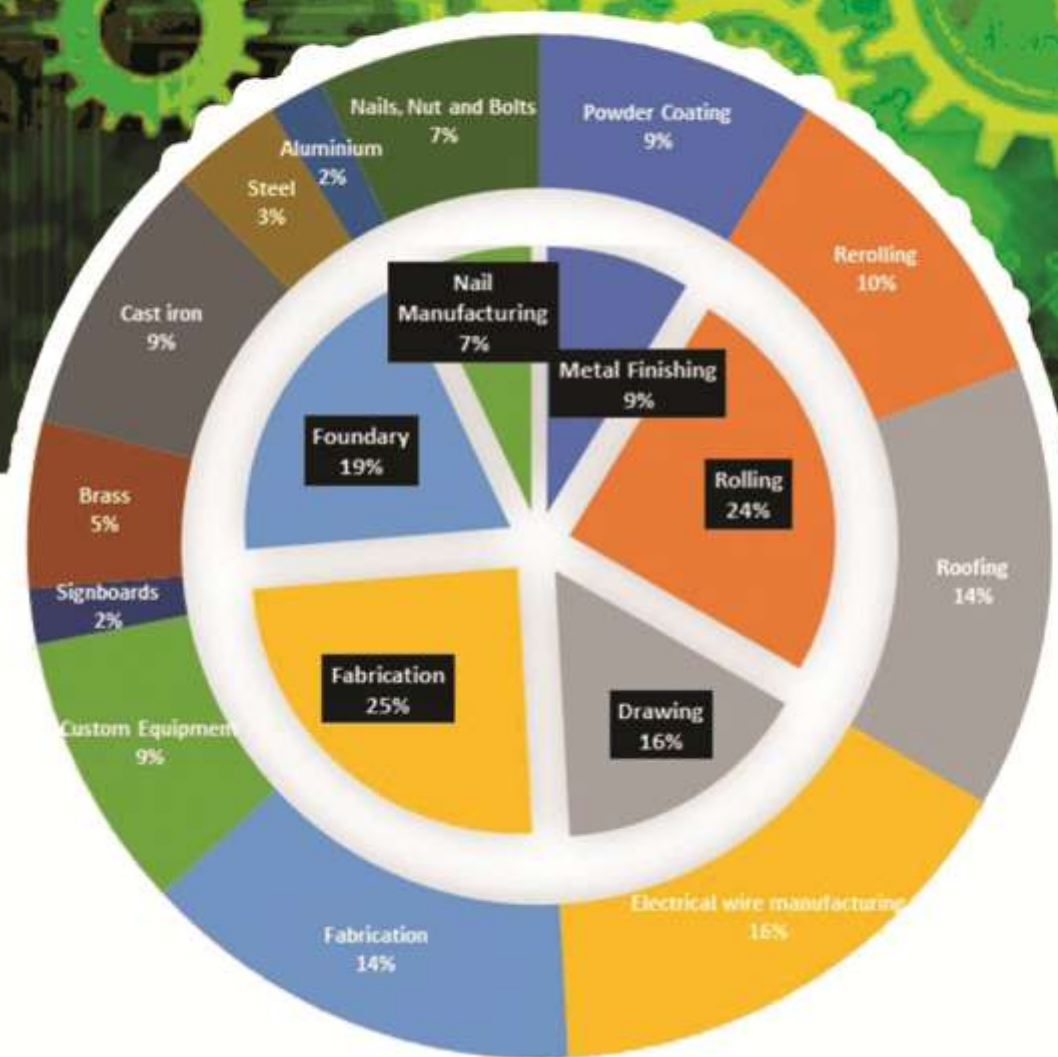 Nails, Nut and Bolts
7%
Powder Coating
9%
Aluminium
2%
Steel
3%
Rerolling
10%
Cast iron
9%
Nail
Manufacturing
7%
Metal Finishing
9%
Foundary
19%
Rolling
24%
Brass
5%
Roofing
14%
Signboards
2%
Fabrication
25%
Drawing
16%
Custom Equipmen
9%
Electrical wire manufacturing
16%
Fabrication
14%